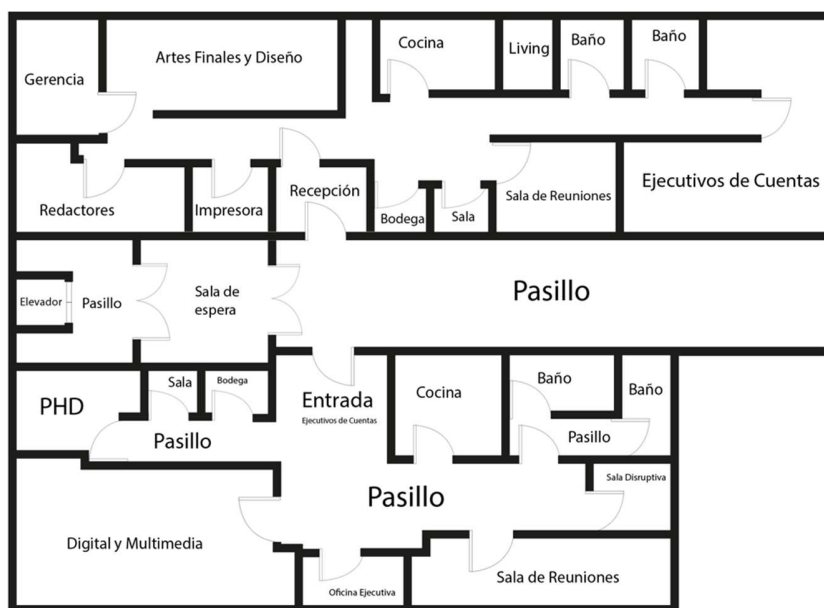 Gerencia
Artes Finales y Diseño
Cocina
Living
Baño
Baño
Redactores
Impresora
Recepción
Bodega
Sala
Sala de Reuniones
Ejecutivos de Cuentas
Elevador
Pasillo
Sala de
espera
Pasillo
PHD
Sala
Bodega
Pasillo
Entrada
Ejecutivos de Cuentas
Cocina
Baño
Baño
Pasillo
Pasillo
Sala Disruptiva
Digital y Multimedia
Oficina Ejecutiva
Sala de Reuniones